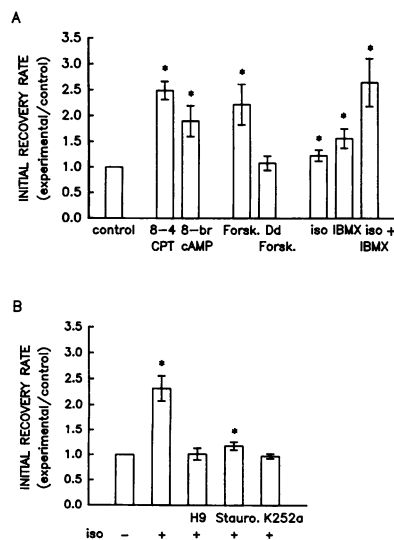 A
INITIAL RECOVERY RATE
(experimental/control)
3.5
3.0
2.5
2.0
1.5
1.0
0.5
0.0
* * * * * *
control 8-4 8-br Forsk. Dd iso IBMX iso +
CPT cAMP Forsk. IBMX
B
INITIAL RECOVERY RATE
(experimental/control)
3.5
3.0
2.5
2.0
1.5
1.0
0.5
0.0
* *
H9 Stauro. K252a
iso - + + + +